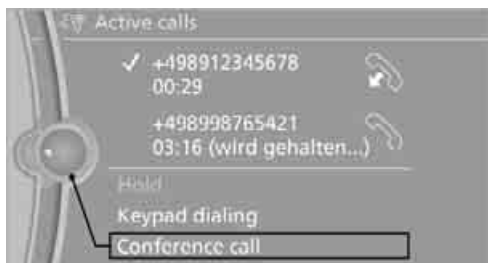 Active calls
+498912345678
00:29
+498998765421
03:16 (wird gehalten...)
Hold
Keypad dialing
Conference call